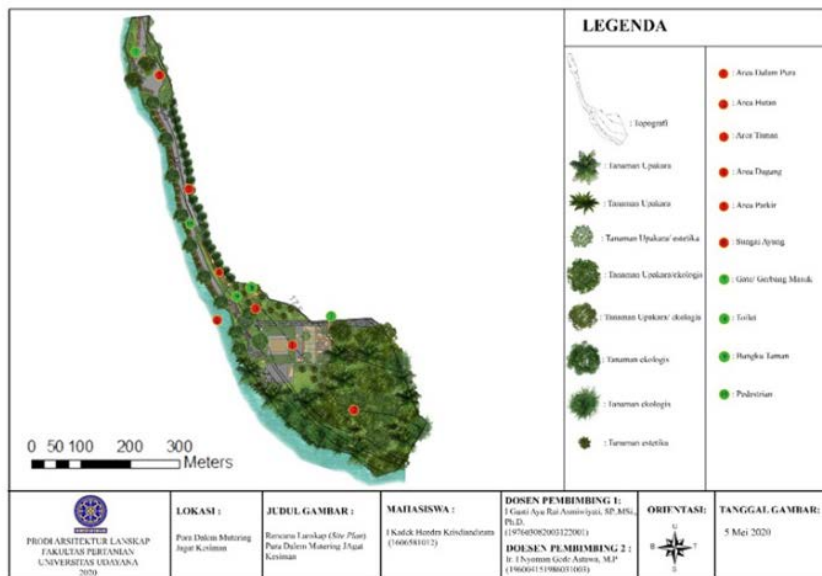 LEGENDA
: Topografi
: Tanaman Upakara
: Tanaman Upakara
: Tanaman Upakara/ estetika
: Tanaman Upakara/ekologis
: Tanaman Upakara/ ekologis
: Tanaman ekologis
: Tanaman ekologis
: Tanaman estetika
: Area Dalam Pura
: Area Hutan
: Area Taman
: Area Dagang
: Area Parkir
: Sungai Ayung
: Gate/ Gerbang Masuk
: Toilet
: Bangku Taman
: Pedestrian
0 50 100 200 300
Meters
PRODI ARSITEKTUR LANSKAP
FAKULTAS PERTANIAN
UNIVERSITAS UDAYANA
2020
LOKASI :
Pura Dalem Mutering
Jagat Kesiman
JUDUL GAMBAR :
Rencana Lanskap (Site Plan)
Pura Dalem Mutering JAgat
Kesiman
MAHASISWA :
I Kadek Hendra Krisdiandinata
(1606581012)
DOSEN PEMBIMBING 1:
I Gusti Ayu Rai Asmiwyati, SP.,MSi.,
Ph.D.
(197603082003122001)
DOESEN PEMBIMBING 2 :
Ir. I Nyoman Gede Astawa, M.P
(196004151986031003)
ORIENTASI:
U
B T
S
TANGGAL GAMBAR:
5 Mei 2020